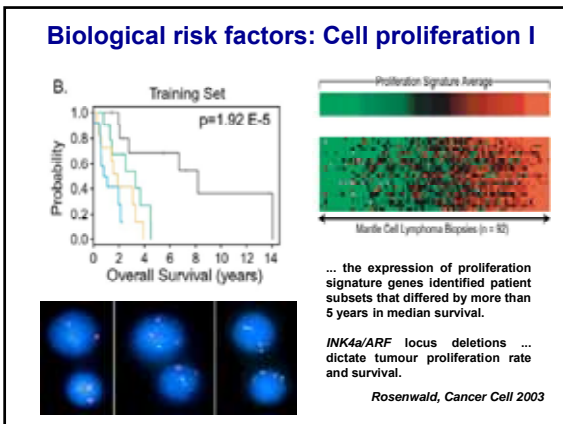 Biological risk factors: Cell proliferation I
B.
Training Set
p=1.92 E-5
Probability
1.0
0.8
0.6
0.4
0.2
0.0
0 2 4 6 8 10 12 14
Overall Survival (years)
Proliferation Signature Average
Mantle Cell Lymphoma Biopsies (n = 92)
... the expression of proliferation
signature genes identified patient
subsets that differed by more than
5 years in median survival.
INK4a/ARF locus deletions ...
dictate tumour proliferation rate
and survival.
Rosenwald, Cancer Cell 2003